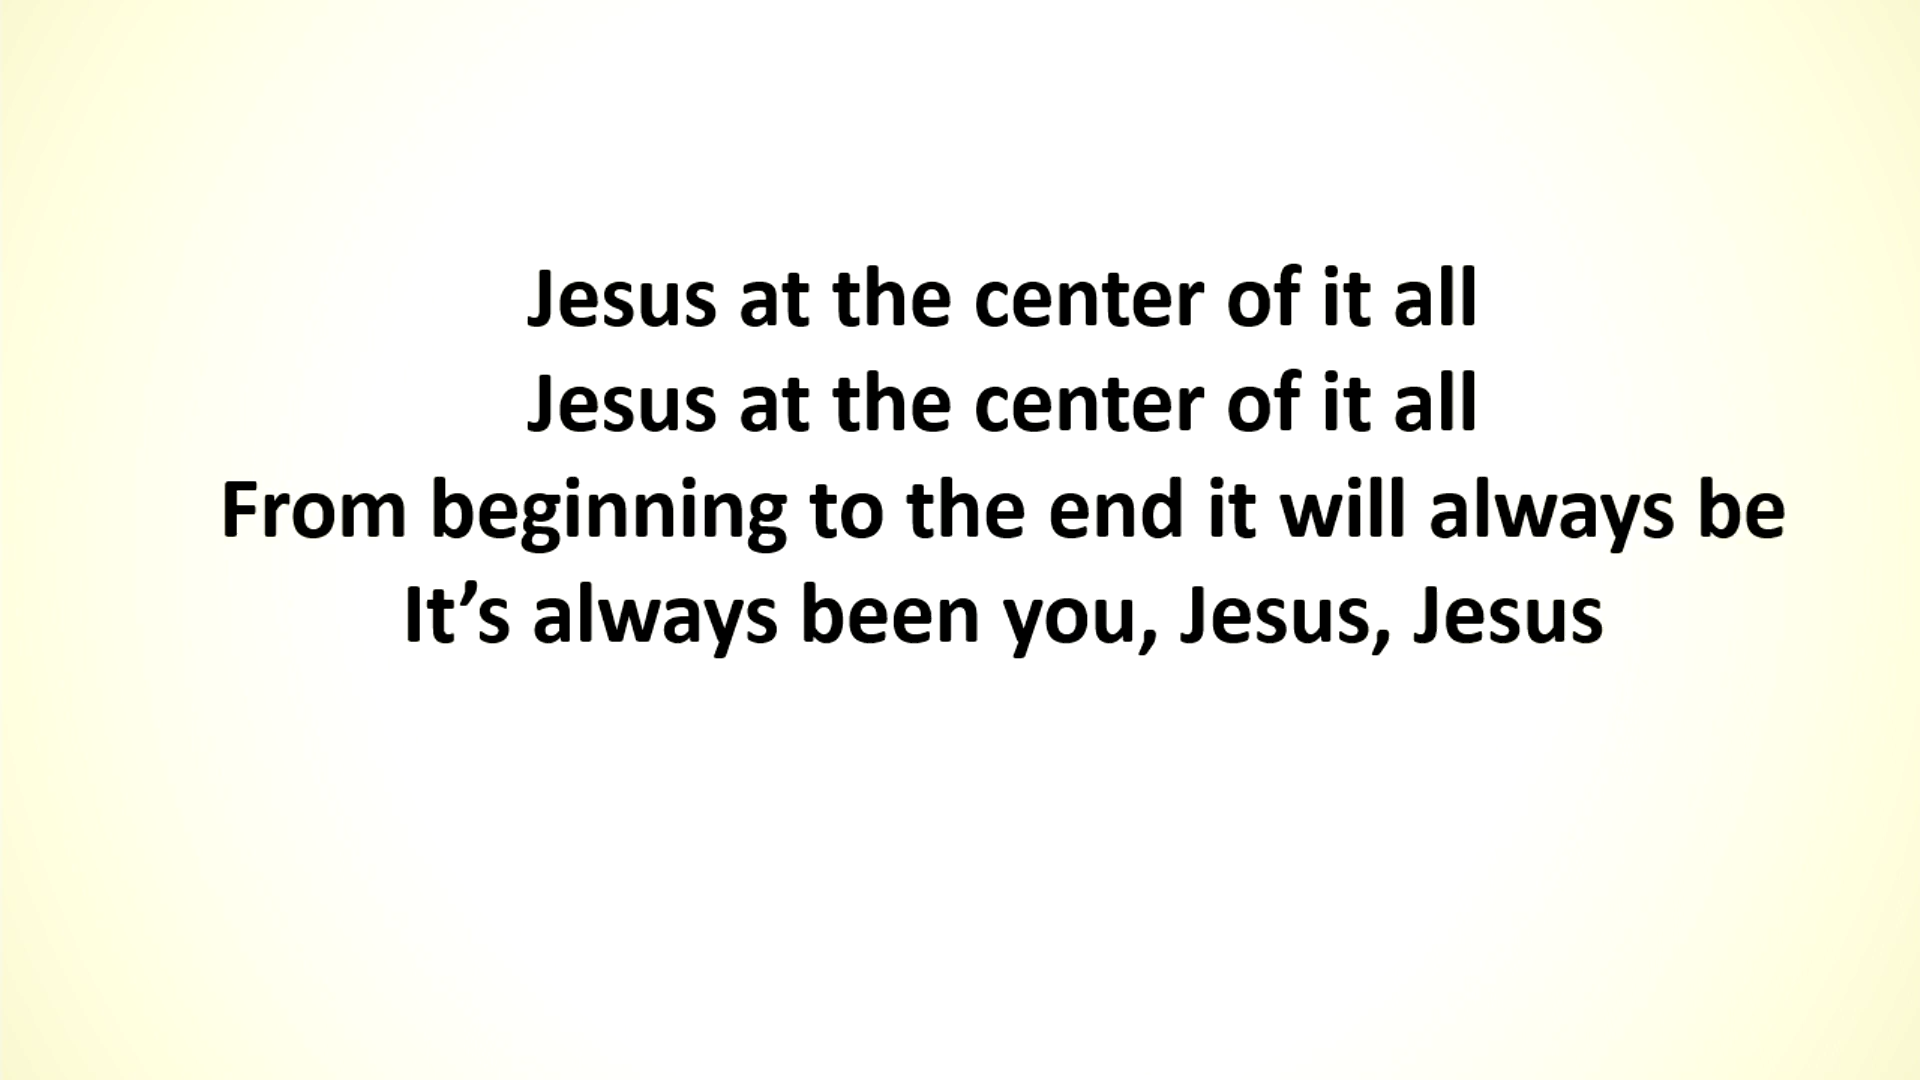 Jesus at the center of it all
Jesus at the center of it all
From beginning to the end it will always be
It’s always been you, Jesus, Jesus